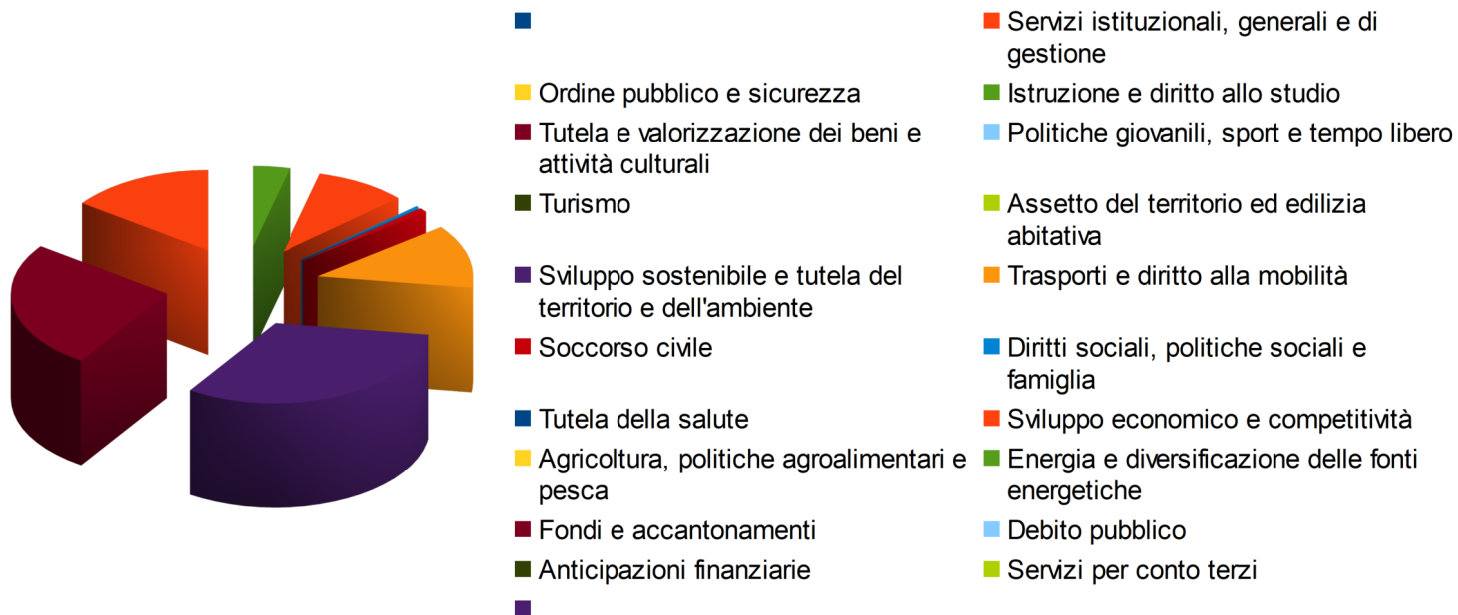 Servizi istituzionali, generali e di
gestione
Ordine pubblico e sicurezza
Istruzione e diritto allo studio
Tutela e valorizzazione dei beni e
attività culturali
Politiche giovanili, sport e tempo libero
Turismo
Assetto del territorio ed edilizia
abitativa
Sviluppo sostenibile e tutela del
territorio e dell'ambiente
Trasporti e diritto alla mobilità
Soccorso civile
Diritti sociali, politiche sociali e
famiglia
Tutela della salute
Sviluppo economico e competitività
Agricoltura, politiche agroalimentari e
pesca
Energia e diversificazione delle fonti
energetiche
Fondi e accantonamenti
Debito pubblico
Anticipazioni finanziarie
Servizi per conto terzi